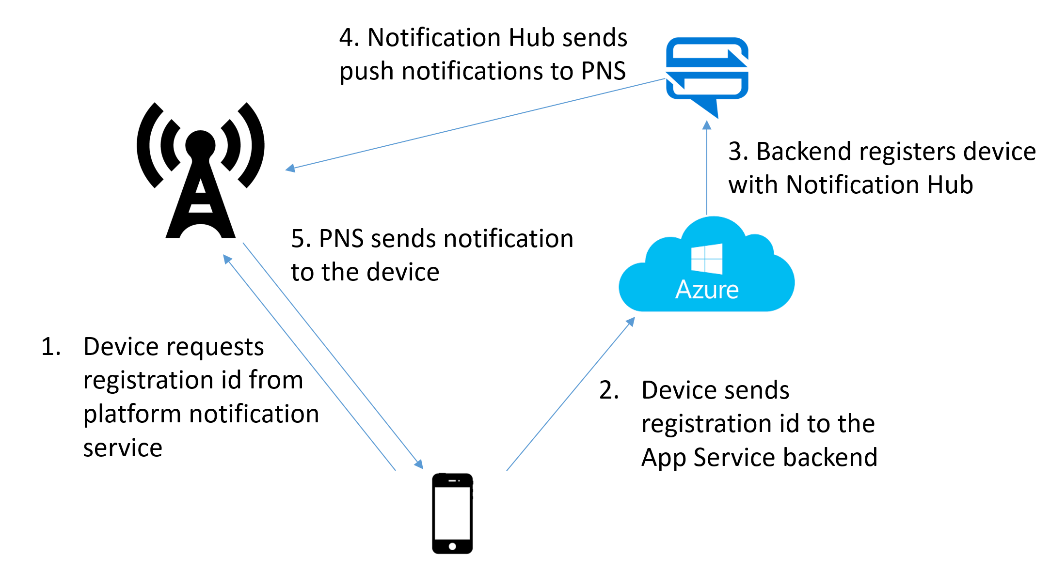 4. Notification Hub sends
push notifications to PNS
3. Backend registers device
with Notification Hub
5. PNS sends notification
to the device
Azure
1. Device requests
registration id from
platform notification
service
2. Device sends
registration id to the
App Service backend